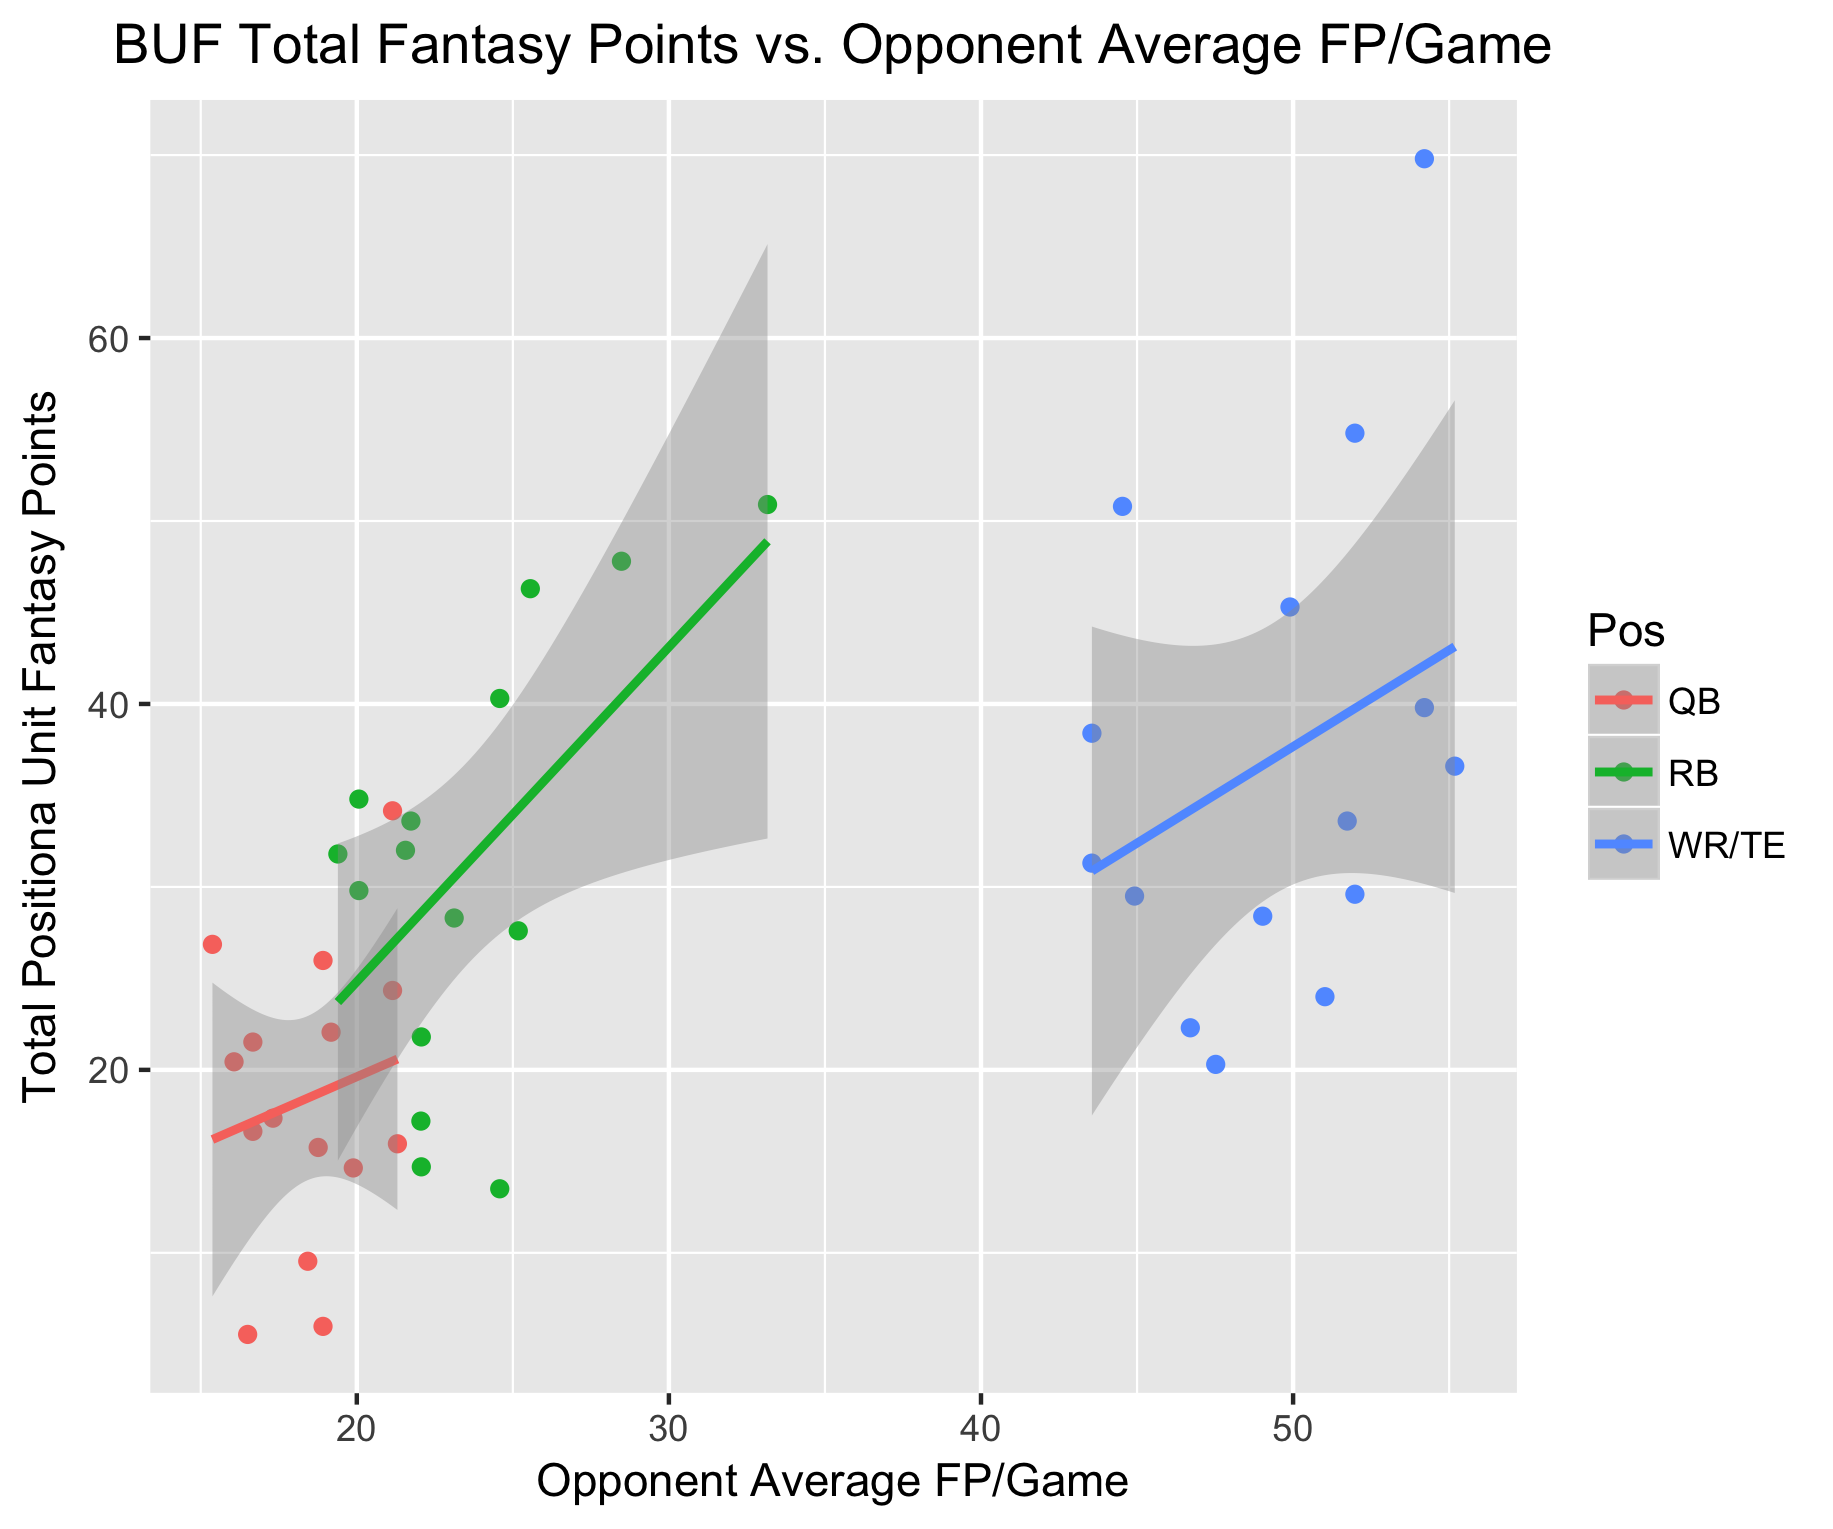 BUF Total Fantasy Points vs. Opponent Average FP/Game
Total Positiona Unit Fantasy Points
60
40
20
20
30
40
50
Opponent Average FP/Game
Pos
QB
RB
WR/TE